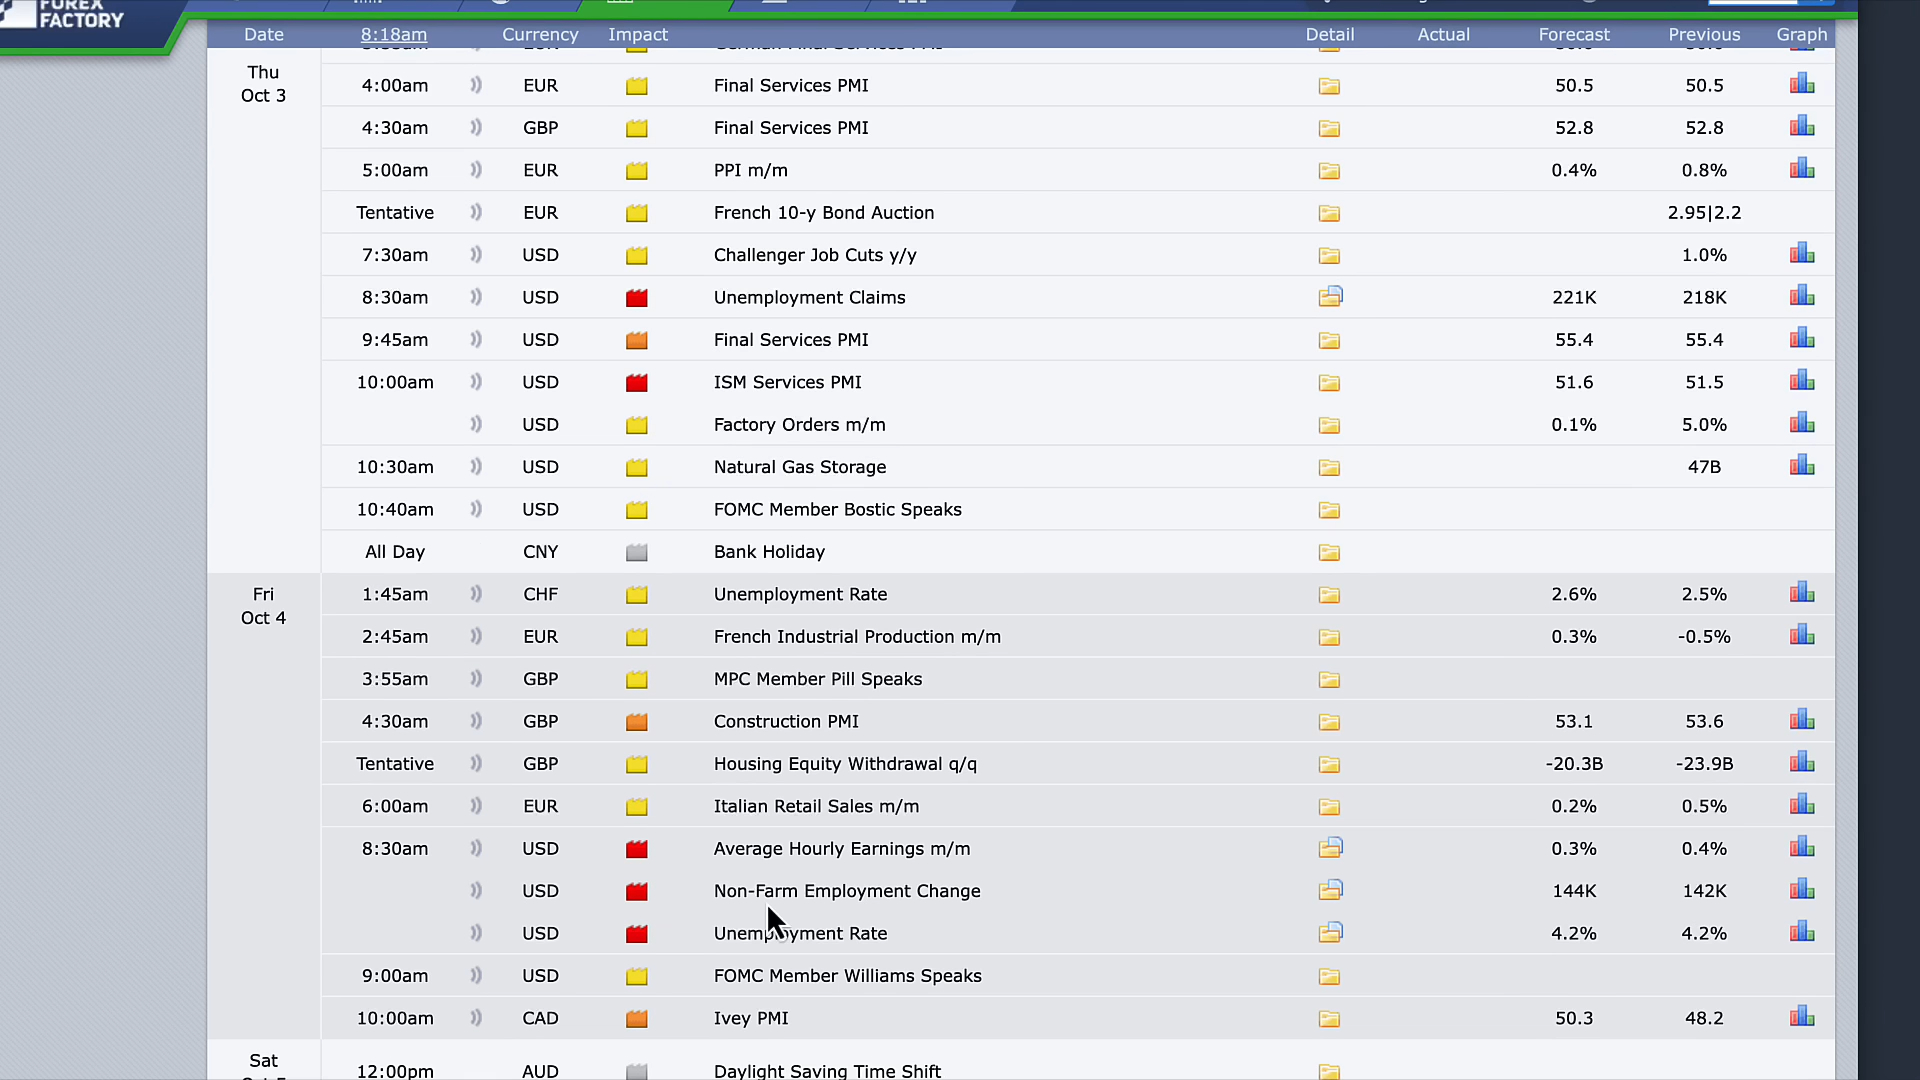 FOREX
FACTORY
Date 8:18am Currency Impact Detail Actual Forecast Previous Graph
Thu
Oct 3
4:00am EUR Final Services PMI 50.5 50.5
4:30am GBP Final Services PMI 52.8 52.8
5:00am EUR PPI m/m 0.4% 0.8%
Tentative EUR French 10-y Bond Auction 2.95|2.2
7:30am USD Challenger Job Cuts y/y 1.0%
8:30am USD Unemployment Claims 221K 218K
9:45am USD Final Services PMI 55.4 55.4
10:00am USD ISM Services PMI 51.6 51.5
USD Factory Orders m/m 0.1% 5.0%
10:30am USD Natural Gas Storage 47B
10:40am USD FOMC Member Bostic Speaks
All Day CNY Bank Holiday
Fri
Oct 4
1:45am CHF Unemployment Rate 2.6% 2.5%
2:45am EUR French Industrial Production m/m 0.3% -0.5%
3:55am GBP MPC Member Pill Speaks
4:30am GBP Construction PMI 53.1 53.6
Tentative GBP Housing Equity Withdrawal q/q -20.3B -23.9B
6:00am EUR Italian Retail Sales m/m 0.2% 0.5%
8:30am USD Average Hourly Earnings m/m 0.3% 0.4%
USD Non-Farm Employment Change 144K 142K
USD Unemployment Rate 4.2% 4.2%
9:00am USD FOMC Member Williams Speaks
10:00am CAD Ivey PMI 50.3 48.2
Sat
12:00pm AUD Daylight Saving Time Shift